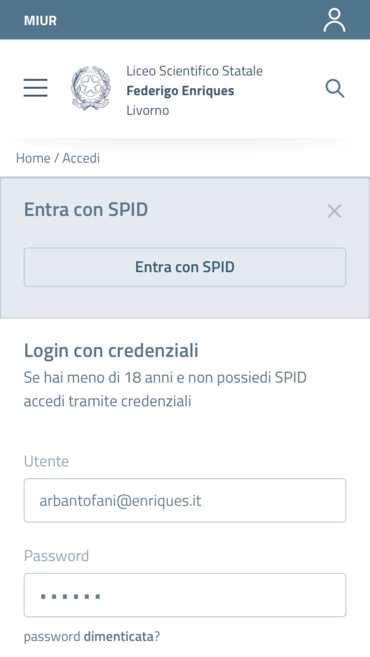 MIUR
Liceo Scientifico Statale
Federigo Enriques
Livorno
Home / Accedi
Entra con SPID
Entra con SPID
Login con credenziali
Se hai meno di 18 anni e non possiedi SPID
accedi tramite credenziali
Utente
arbantofani@enriques.it
Password
password dimenticata?